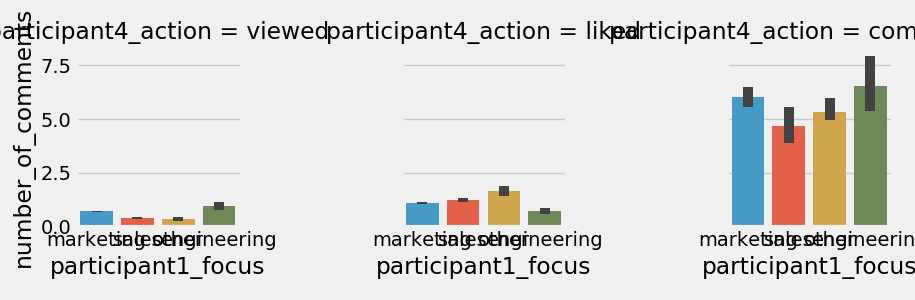 participant4_action = viewed
participant4_action = liked
participant4_action = com
number_of_comments
7.5
5.0
2.5
0.0
marketing sales other engineering
marketing sales other engineering
marketing sales other engineerin
participant1_focus
participant1_focus
participant1_focus